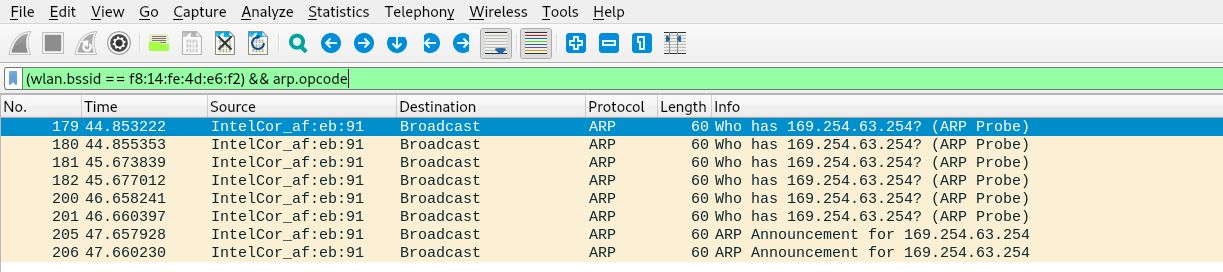 File Edit View Go Capture Analyze Statistics Telephony Wireless Tools Help
(wlan.bssid == f8:14:fe:4d:e6:f2) && arp.opcode
No. Time Source Destination Protocol Length Info
179 44.853222 IntelCor_af:eb:91 Broadcast ARP 60 Who has 169.254.63.254? (ARP Probe)
180 44.855353 IntelCor_af:eb:91 Broadcast ARP 60 Who has 169.254.63.254? (ARP Probe)
181 45.673839 IntelCor_af:eb:91 Broadcast ARP 60 Who has 169.254.63.254? (ARP Probe)
182 45.677012 IntelCor_af:eb:91 Broadcast ARP 60 Who has 169.254.63.254? (ARP Probe)
200 46.658241 IntelCor_af:eb:91 Broadcast ARP 60 Who has 169.254.63.254? (ARP Probe)
201 46.660397 IntelCor_af:eb:91 Broadcast ARP 60 Who has 169.254.63.254? (ARP Probe)
205 47.657928 IntelCor_af:eb:91 Broadcast ARP 60 ARP Announcement for 169.254.63.254
206 47.660230 IntelCor_af:eb:91 Broadcast ARP 60 ARP Announcement for 169.254.63.254